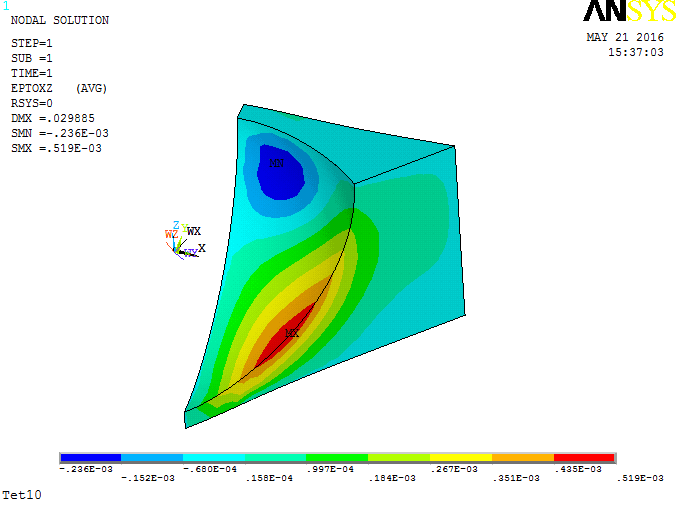 1
NODAL SOLUTION
ANSYS
MAY 21 2016
15:37:03
STEP=1
SUB =1
TIME=1
EPTOXZ (AVG)
RSYS=0
DMX =.029885
SMN =-.236E-03
SMX =.519E-03
MN
Z Y
WZ WX
WY X
MX
-.236E-03 -.680E-04 .997E-04 .267E-03 .435E-03
-.152E-03 .158E-04 .184E-03 .351E-03 .519E-03
Tet10